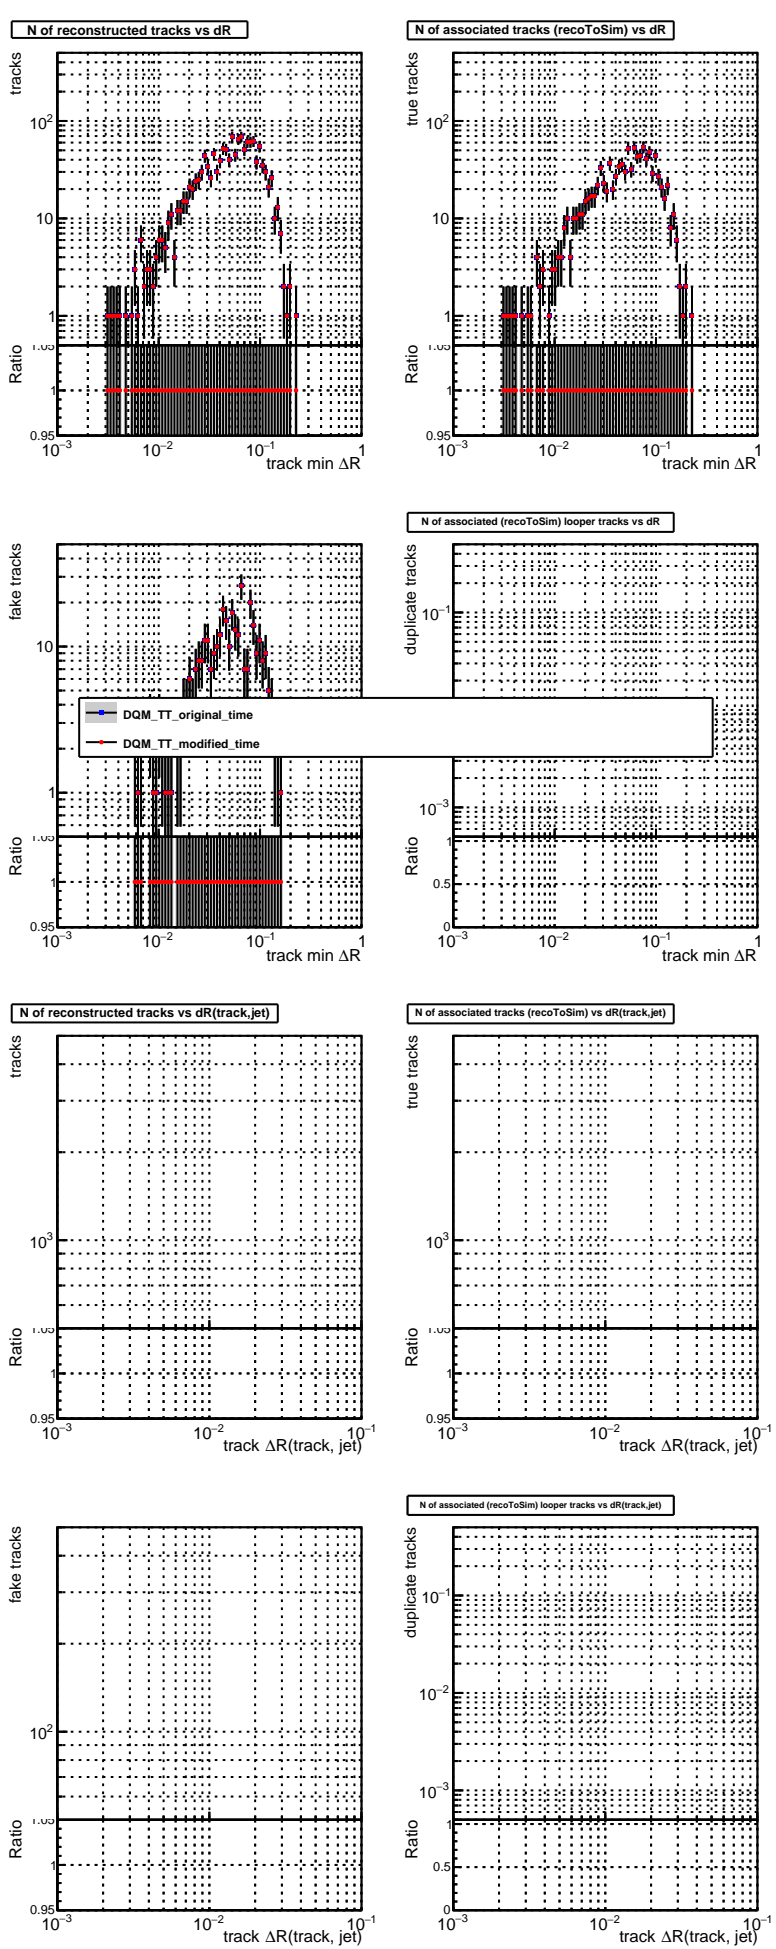 N of reconstructed tracks vs dR
tracks
10²
10
1
1.05
Ratio
1
0.95
10⁻³
10⁻²
10⁻¹
1
track min ΔR
N of associated tracks (recoToSim) vs dR
true tracks
10²
10
1
1.05
Ratio
1
0.95
10⁻³
10⁻²
10⁻¹
1
track min ΔR
fake tracks
10
1
1.05
Ratio
1
0.95
10⁻³
10⁻²
10⁻¹
1
track min ΔR
N of associated (recoToSim) looper tracks vs dR
duplicate tracks
10⁻¹
10⁻³
Ratio
1
0.5
0
10⁻³
10⁻²
10⁻¹
1
track min ΔR
DQM_TT_original_time
DQM_TT_modified_time
N of reconstructed tracks vs dR(track,jet)
tracks
10³
1.05
Ratio
1
0.95
10⁻³
10⁻²
10⁻¹
track ΔR(track, jet)
N of associated tracks (recoToSim) vs dR(track,jet)
true tracks
10³
1.05
Ratio
1
0.95
10⁻³
10⁻²
10⁻¹
track ΔR(track, jet)
fake tracks
10²
1.05
Ratio
1
0.95
10⁻³
10⁻²
10⁻¹
track ΔR(track, jet)
N of associated (recoToSim) looper tracks vs dR(track,jet)
duplicate tracks
10⁻¹
10⁻²
10⁻³
Ratio
1
0.5
0
10⁻³
10⁻²
10⁻¹
track ΔR(track, jet)